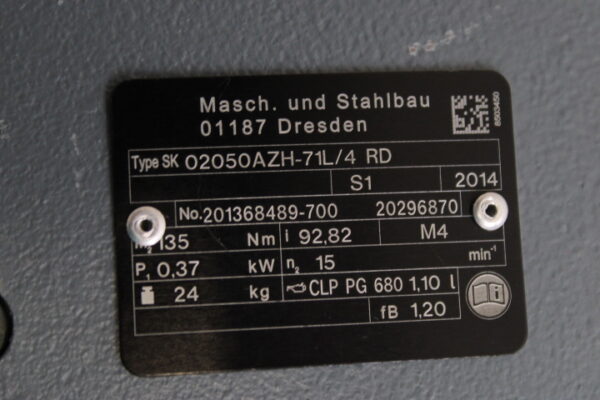 Masch. und Stahlbau
01187 Dresden
8503450
Type SK 02050AZH-71L/4 RD
S1 2014
No. 201368489-700 20296870
135 Nm i 92,82 M4
P₁ 0,37 kW n₂ 15 min⁻¹
24 kg CLP PG 680 1,10 l
fB 1,20